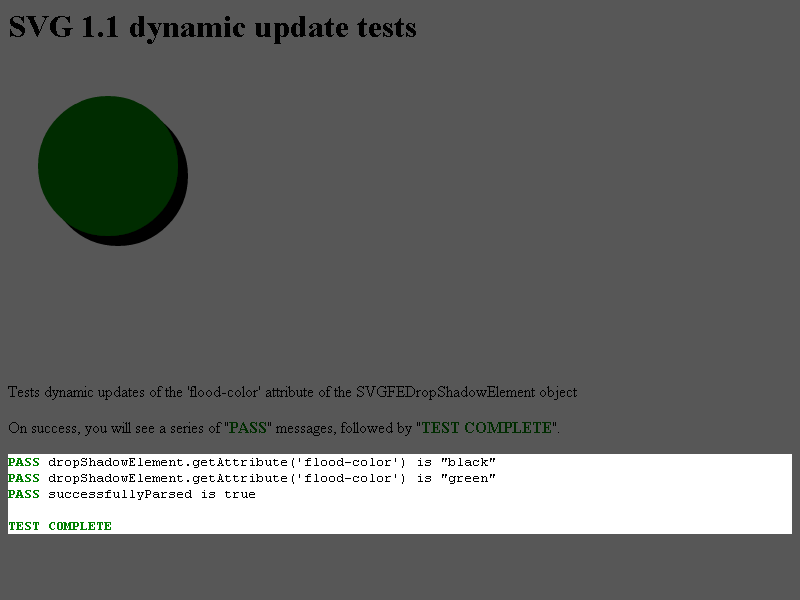 SVG 1.1 dynamic update tests
Tests dynamic updates of the 'flood-color' attribute of the SVGFEDropShadowElement object
On success, you will see a series of "PASS" messages, followed by "TEST COMPLETE".
PASS dropShadowElement.getAttribute('flood-color') is "black"
PASS dropShadowElement.getAttribute('flood-color') is "green"
PASS successfullyParsed is true
TEST COMPLETE